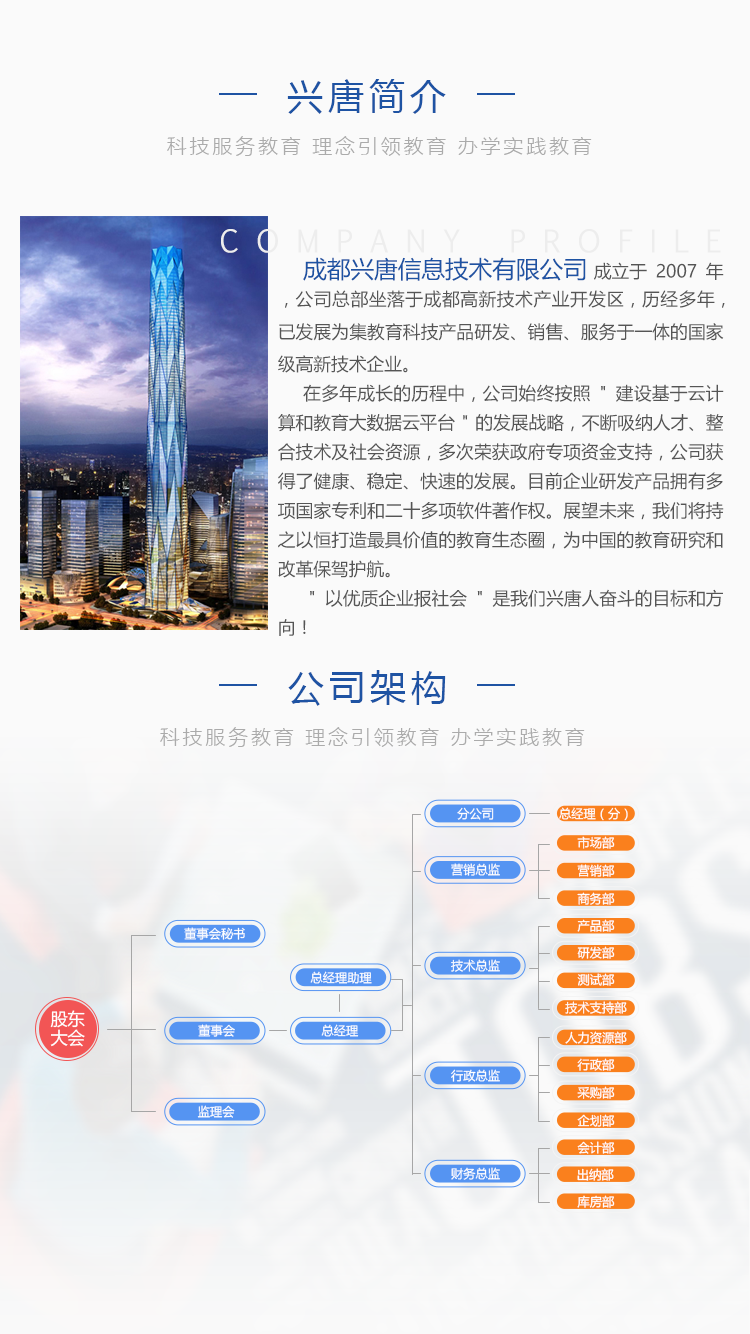 兴唐简介
科技服务教育 理念引领教育 办学实践教育
COMPANY PROFILE
成都兴唐信息技术有限公司 成立于 2007 年
，公司总部坐落于成都高新技术产业开发区，历经多年，
已发展为集教育科技产品研发、销售、服务于一体的国家
级高新技术企业。
在多年成长的历程中，公司始终按照 " 建设基于云计
算和教育大数据云平台 " 的发展战略，不断吸纳人才、整
合技术及社会资源，多次荣获政府专项资金支持，公司获
得了健康、稳定、快速的发展。目前企业研发产品拥有多
项国家专利和二十多项软件著作权。展望未来，我们将持
之以恒打造最具价值的教育生态圈，为中国的教育研究和
改革保驾护航。
" 以优质企业报社会 " 是我们兴唐人奋斗的目标和方
向！
公司架构
科技服务教育 理念引领教育 办学实践教育
股东
大会
董事会秘书
董事会
监理会
总经理助理
总经理
分公司
总经理（分）
营销总监
市场部
营销部
商务部
技术总监
产品部
研发部
测试部
技术支持部
行政总监
人力资源部
行政部
采购部
企划部
财务总监
会计部
出纳部
库房部